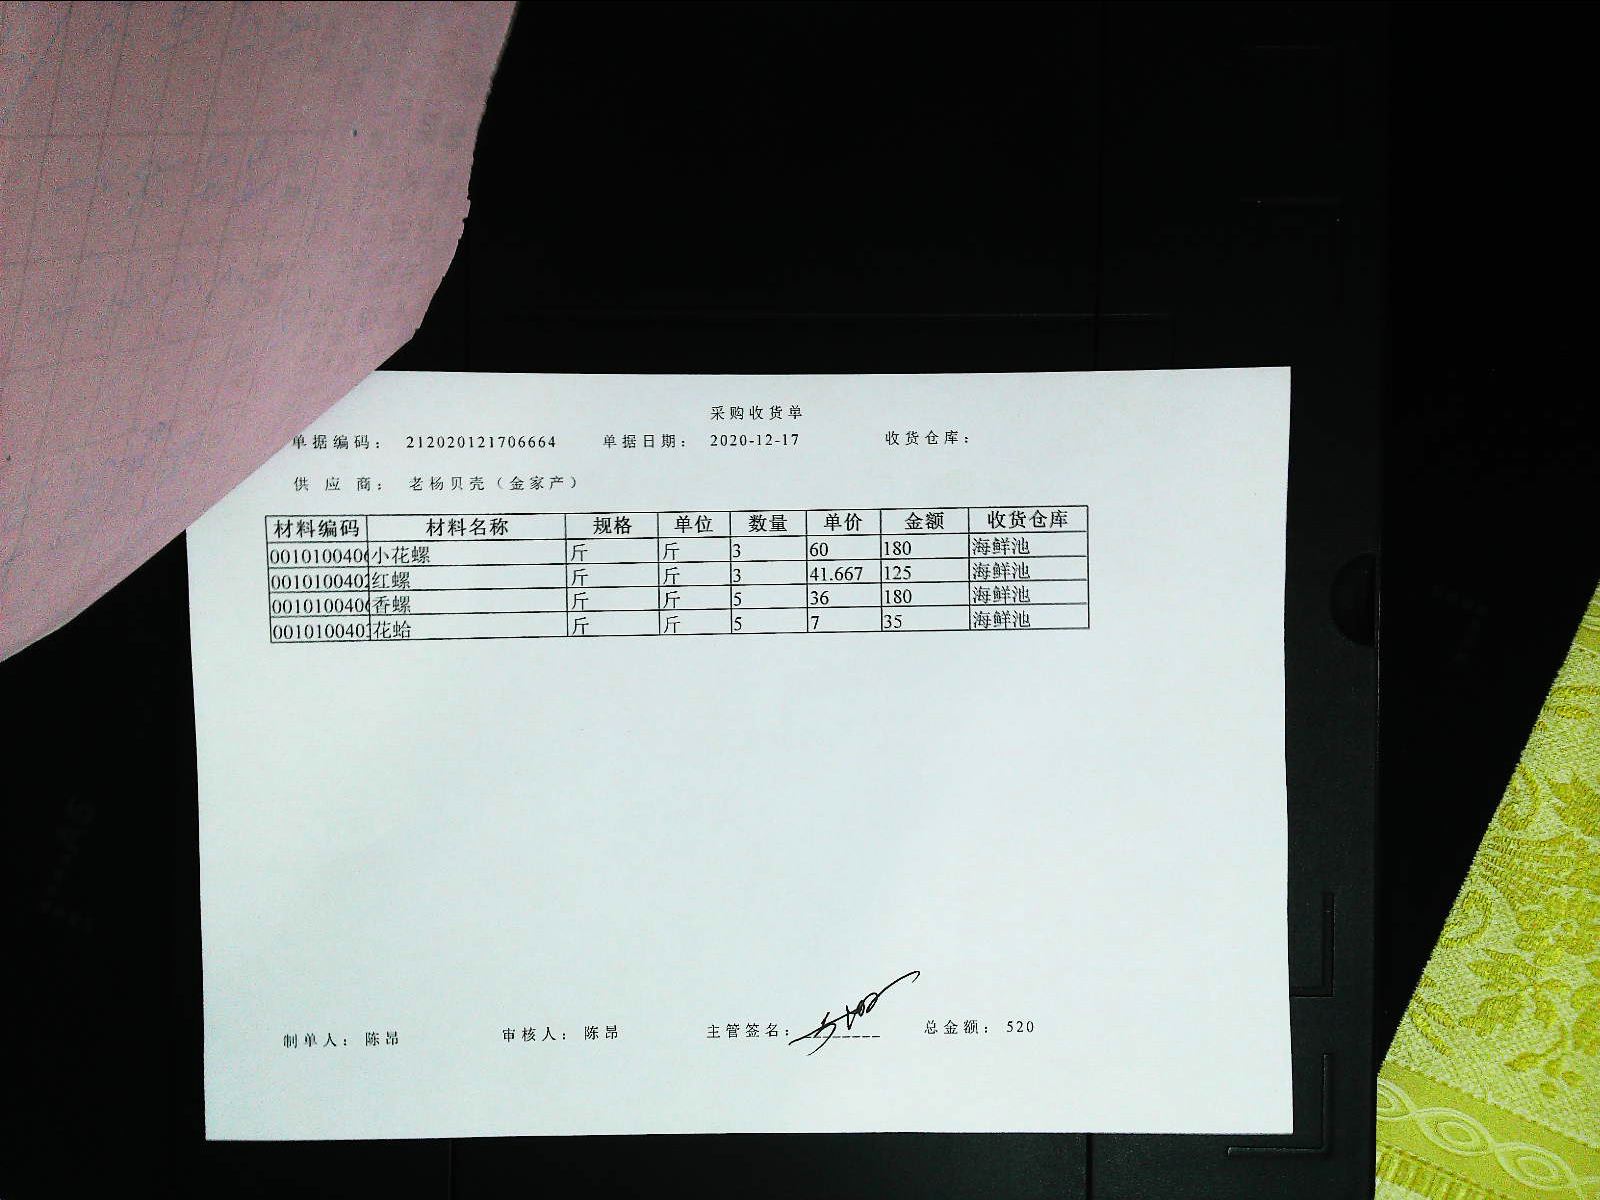 采购收货单
单据编码： 212020121706664 单据日期： 2020-12-17 收货仓库：
供 应 商： 老杨贝壳（金家产）
材料编码 材料名称 规格 单位 数量 单价 金额 收货仓库
0010100406 小花螺 斤 斤 3 60 180 海鲜池
0010100402 红螺 斤 斤 3 41.667 125 海鲜池
0010100406 香螺 斤 斤 5 36 180 海鲜池
0010100403 花蛤 斤 斤 5 7 35 海鲜池
制单人： 陈昂 审核人： 陈昂 主管签名： 总金额： 520